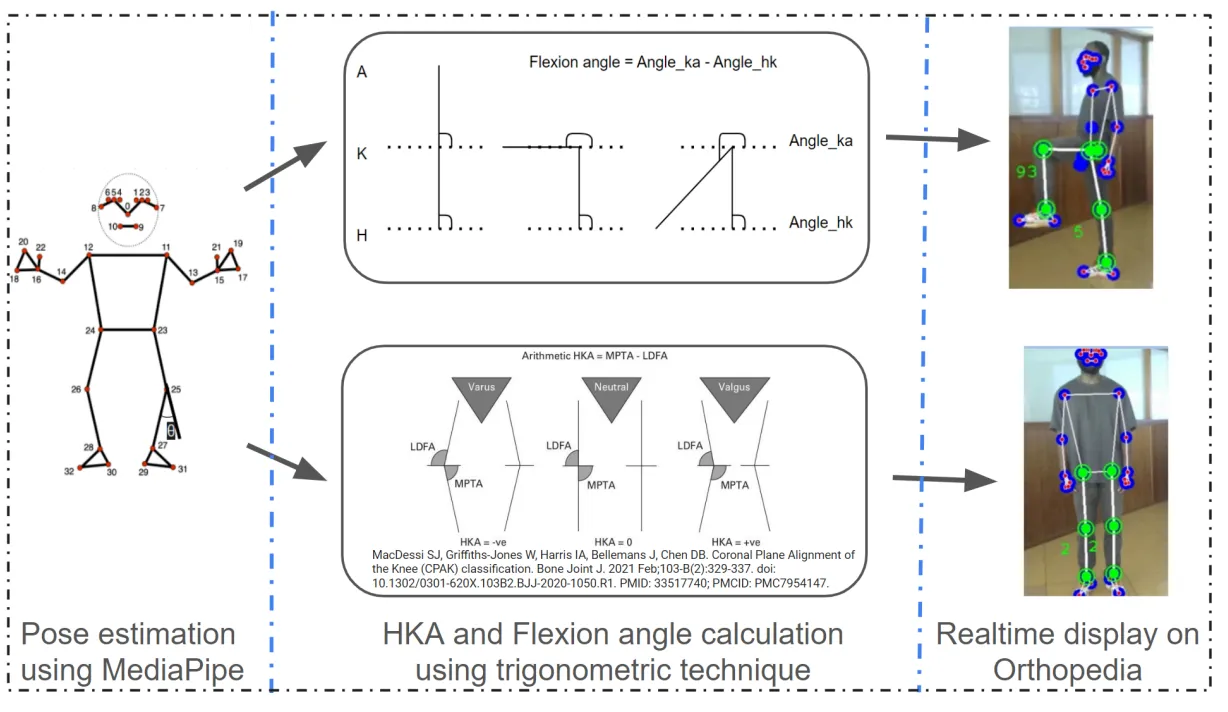 6
5
4
1
2
3
0
8
7
10
9
20
22
12
11
21
19
18
16
14
13
15
17
24
23
26
25
θ
28
27
32
30
29
31
Pose estimation
using MediaPipe
A
Flexion angle = Angle_ka - Angle_hk
K
Angle_ka
H
Angle_hk
Arithmetic HKA = MPTA - LDFA
Varus
Neutral
Valgus
LDFA
LDFA
LDFA
MPTA
MPTA
MPTA
HKA = -ve
HKA = 0
HKA = +ve
MacDessi SJ, Griffiths-Jones W, Harris IA, Bellemans J, Chen DB. Coronal Plane Alignment of
the Knee (CPAK) classification. Bone Joint J. 2021 Feb;103-B(2):329-337. doi:
10.1302/0301-620X.103B2.BJJ-2020-1050.R1. PMID: 33517740; PMCID: PMC7954147.
HKA and Flexion angle calculation
using trigonometric technique
93
5
2
2
Realtime display on
Orthopedia